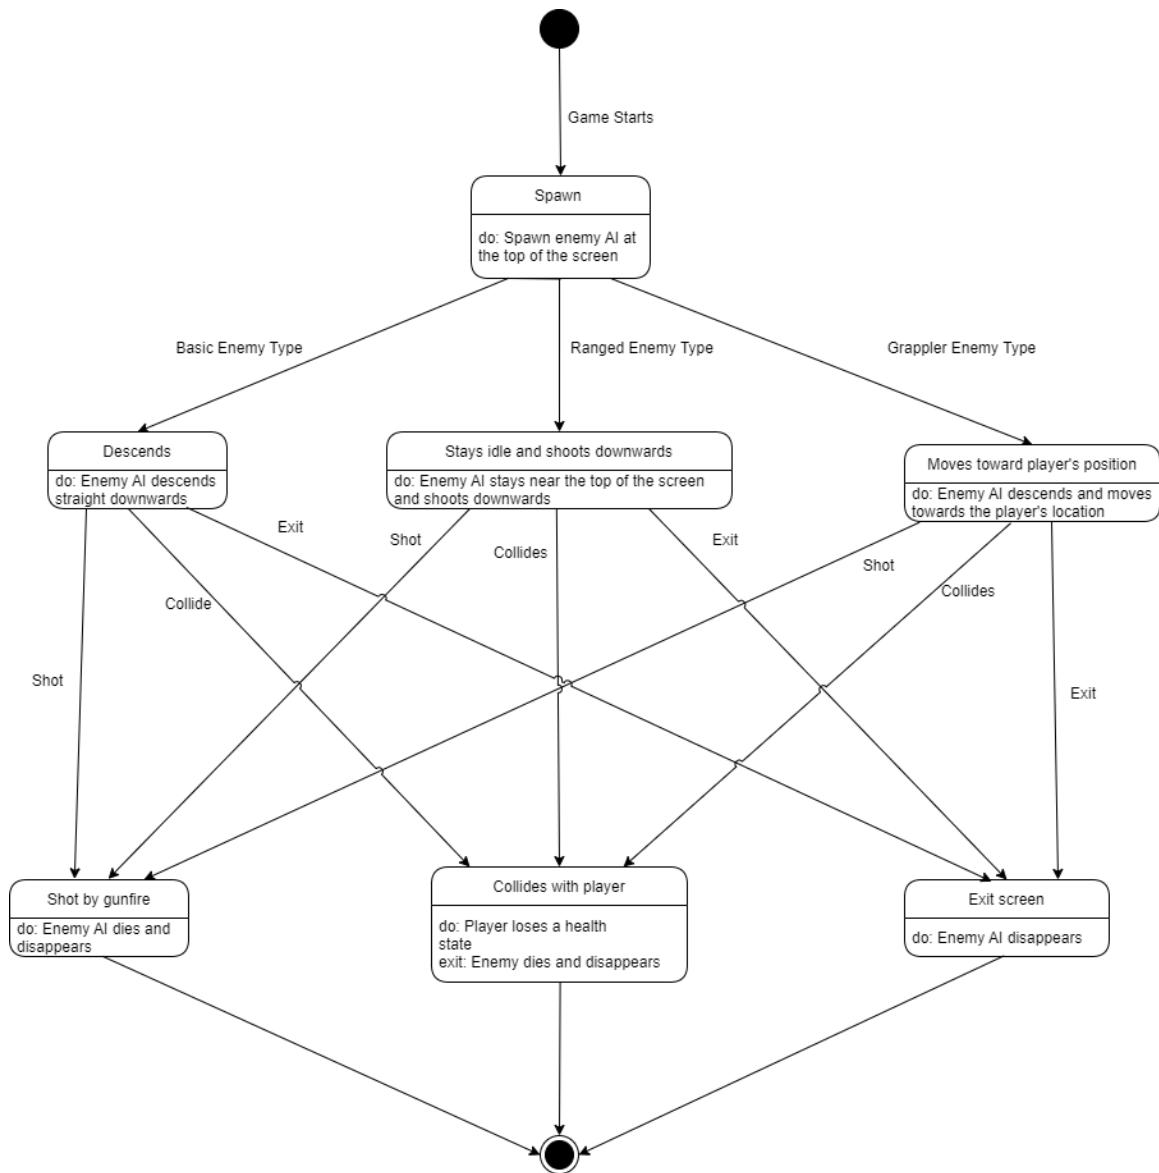 Game Starts
Spawn
do: Spawn enemy AI at
the top of the screen
Basic Enemy Type
Ranged Enemy Type
Grappler Enemy Type
Descends
do: Enemy AI descends
straight downwards
Stays idle and shoots downwards
do: Enemy AI stays near the top of the screen
and shoots downwards
Moves toward player's position
do: Enemy AI descends and moves
towards the player's location
Exit
Shot
Collides
Exit
Shot
Collides
Collide
Shot
Exit
Shot by gunfire
do: Enemy AI dies and
disappears
Collides with player
do: Player loses a health
state
exit: Enemy dies and disappears
Exit screen
do: Enemy AI disappears